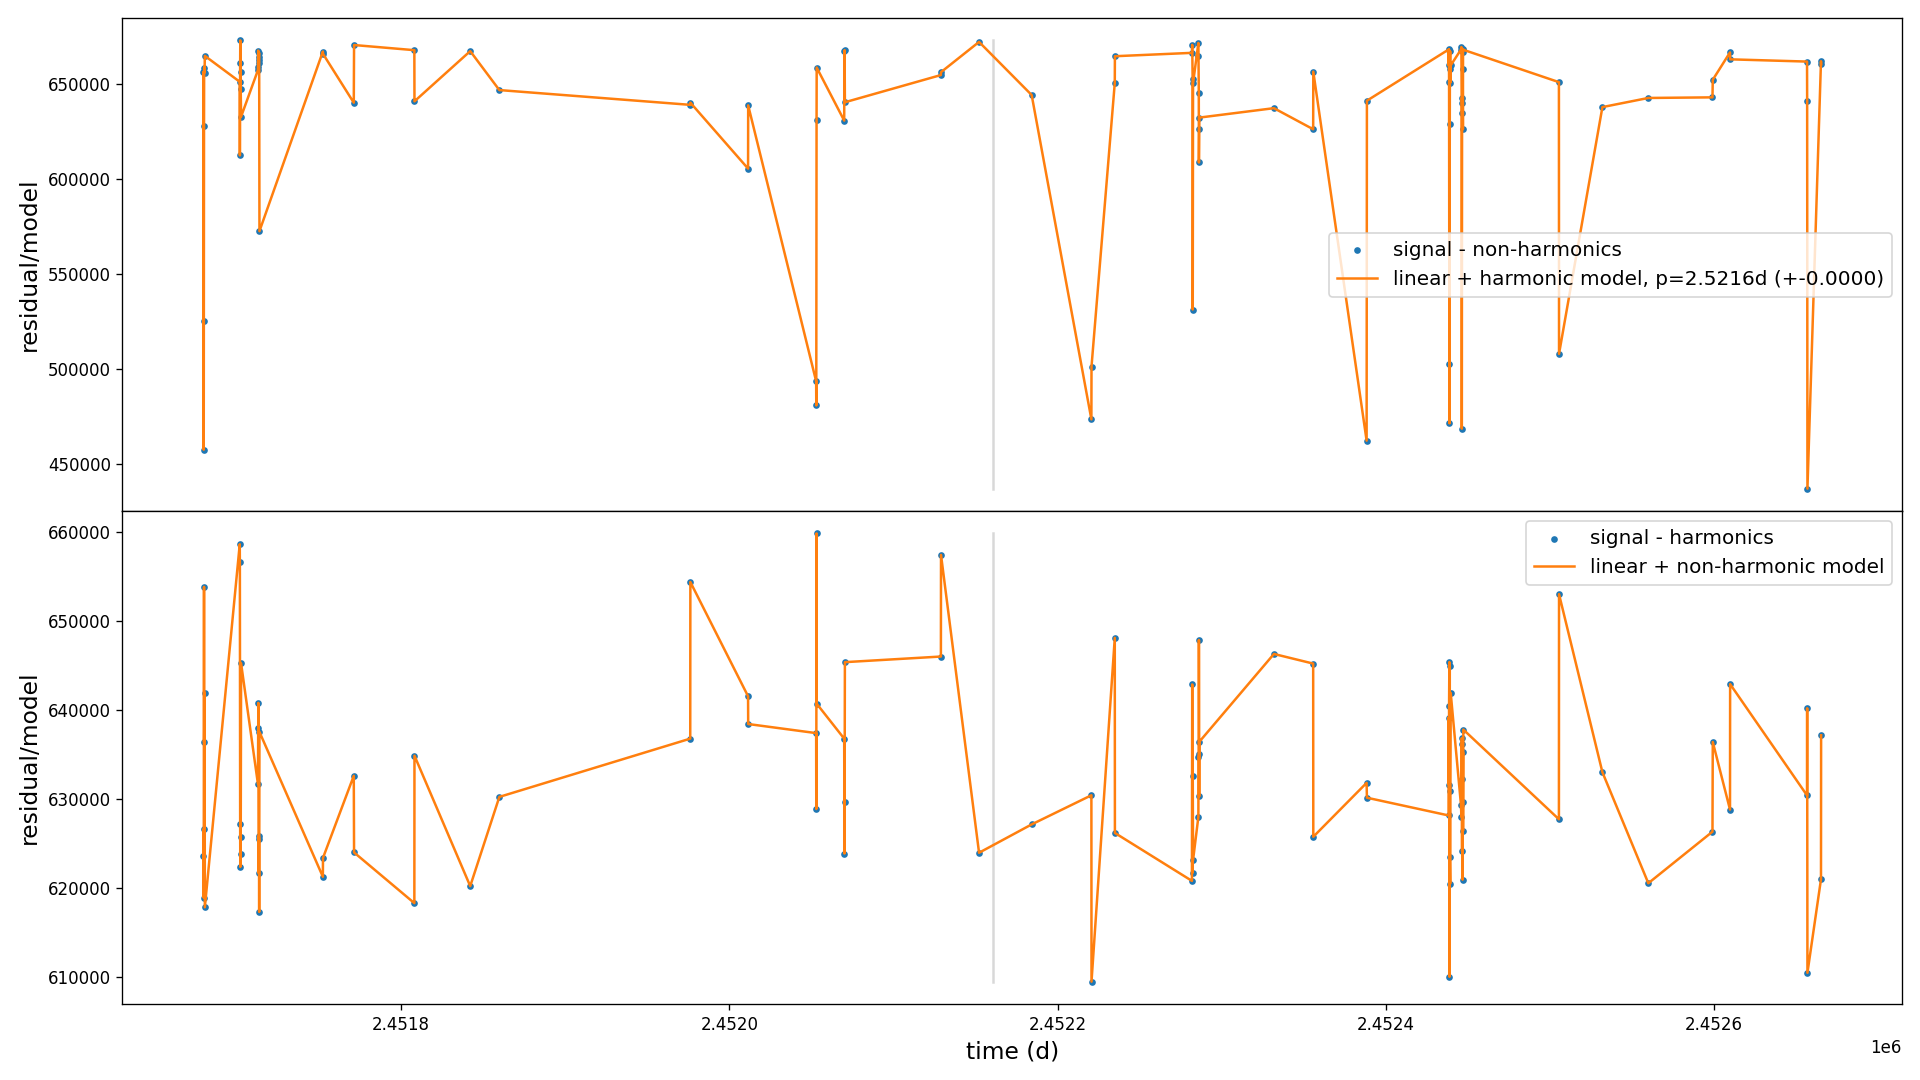 650000
600000
550000
500000
450000
residual/model
signal - non-harmonics
linear + harmonic model, p=2.5216d (+-0.0000)
660000
650000
640000
630000
620000
610000
residual/model
signal - harmonics
linear + non-harmonic model
2.4518
2.4520
2.4522
2.4524
2.4526
1e6
time (d)